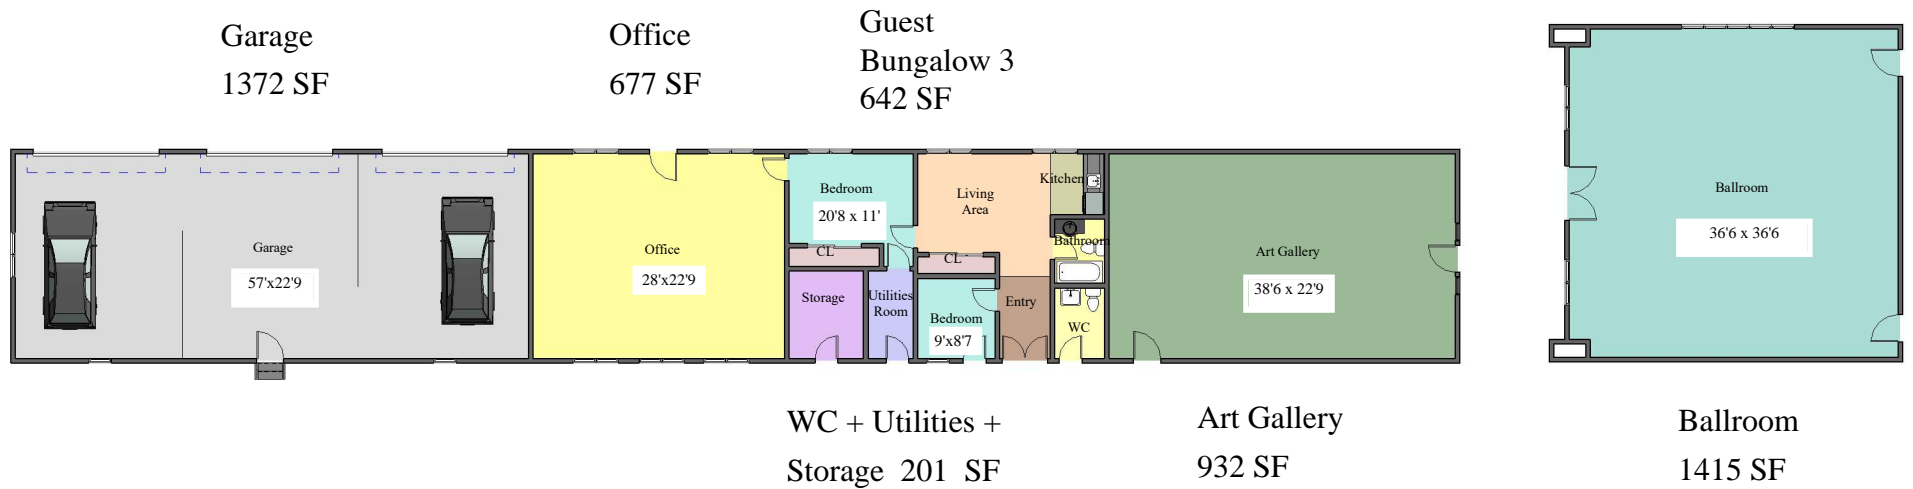 Garage
1372 SF
Office
677 SF
Guest
Bungalow 3
642 SF
Garage
57'x22'9
Office
28'x22'9
Bedroom
20'8 x 11'
CL
Storage
Utilities
Room
Living
Area
CL
Bedroom
9'x8'7
Entry
Kitchen
Bathroom
WC
Art Gallery
38'6 x 22'9
Ballroom
36'6 x 36'6
WC + Utilities +
Storage 201 SF
Art Gallery
932 SF
Ballroom
1415 SF